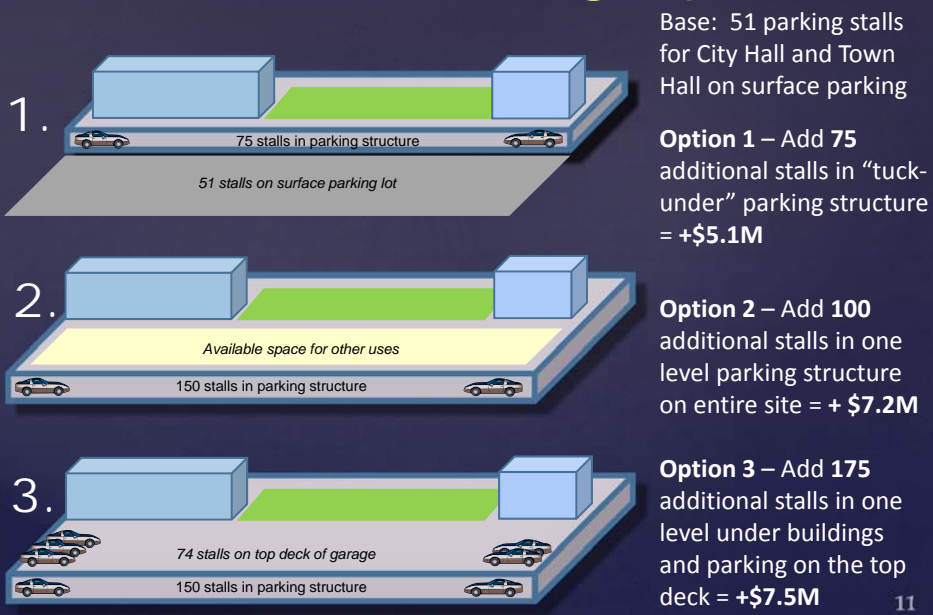 1.
75 stalls in parking structure
51 stalls on surface parking lot
2.
Available space for other uses
150 stalls in parking structure
3.
74 stalls on top deck of garage
150 stalls in parking structure
Base:  51 parking stalls
for City Hall and Town
Hall on surface parking
Option 1 – Add 75
additional stalls in “tuck-
under” parking structure
= +$5.1M
Option 2 – Add 100
additional stalls in one
level parking structure
on entire site = + $7.2M
Option 3 – Add 175
additional stalls in one
level under buildings
and parking on the top
deck = +$7.5M
11